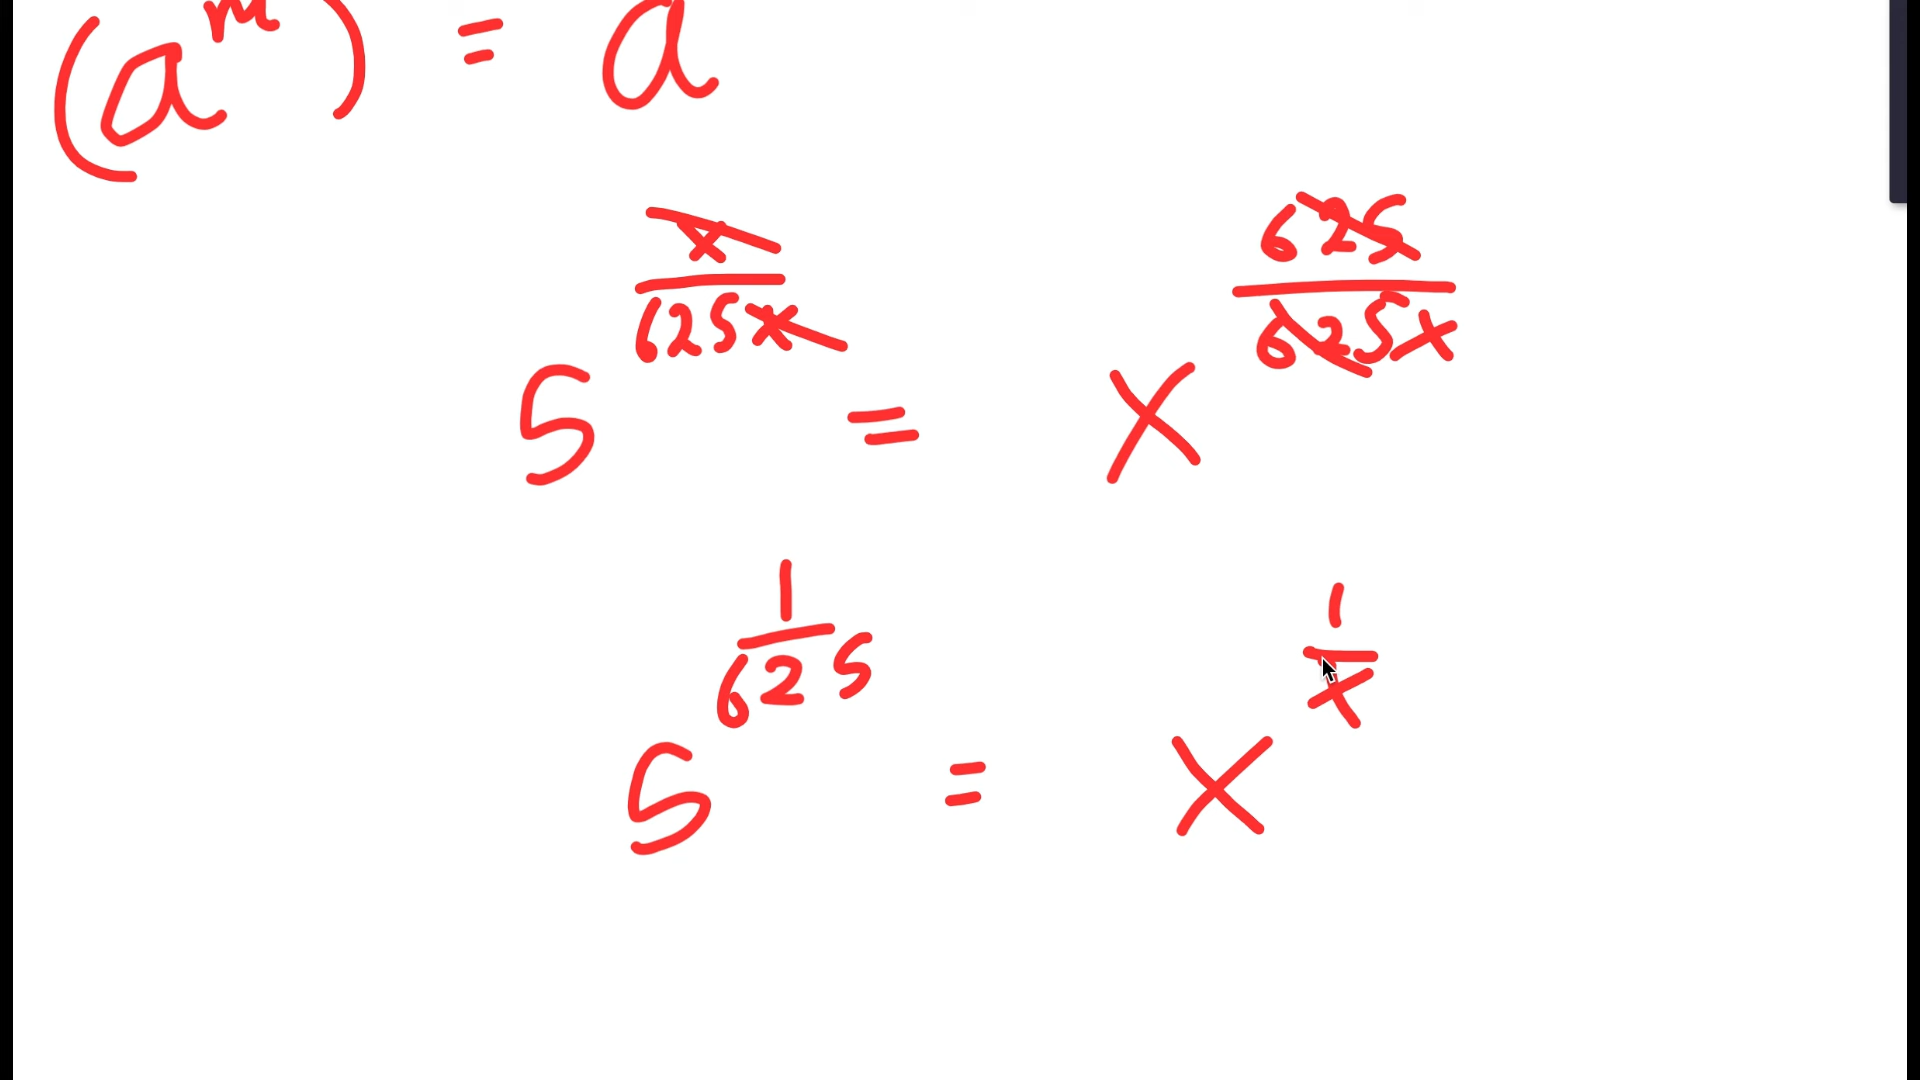 (a^m) = a
5^(x/625x) = x^(625/625x)
5^(1/625) = x^(1/x)